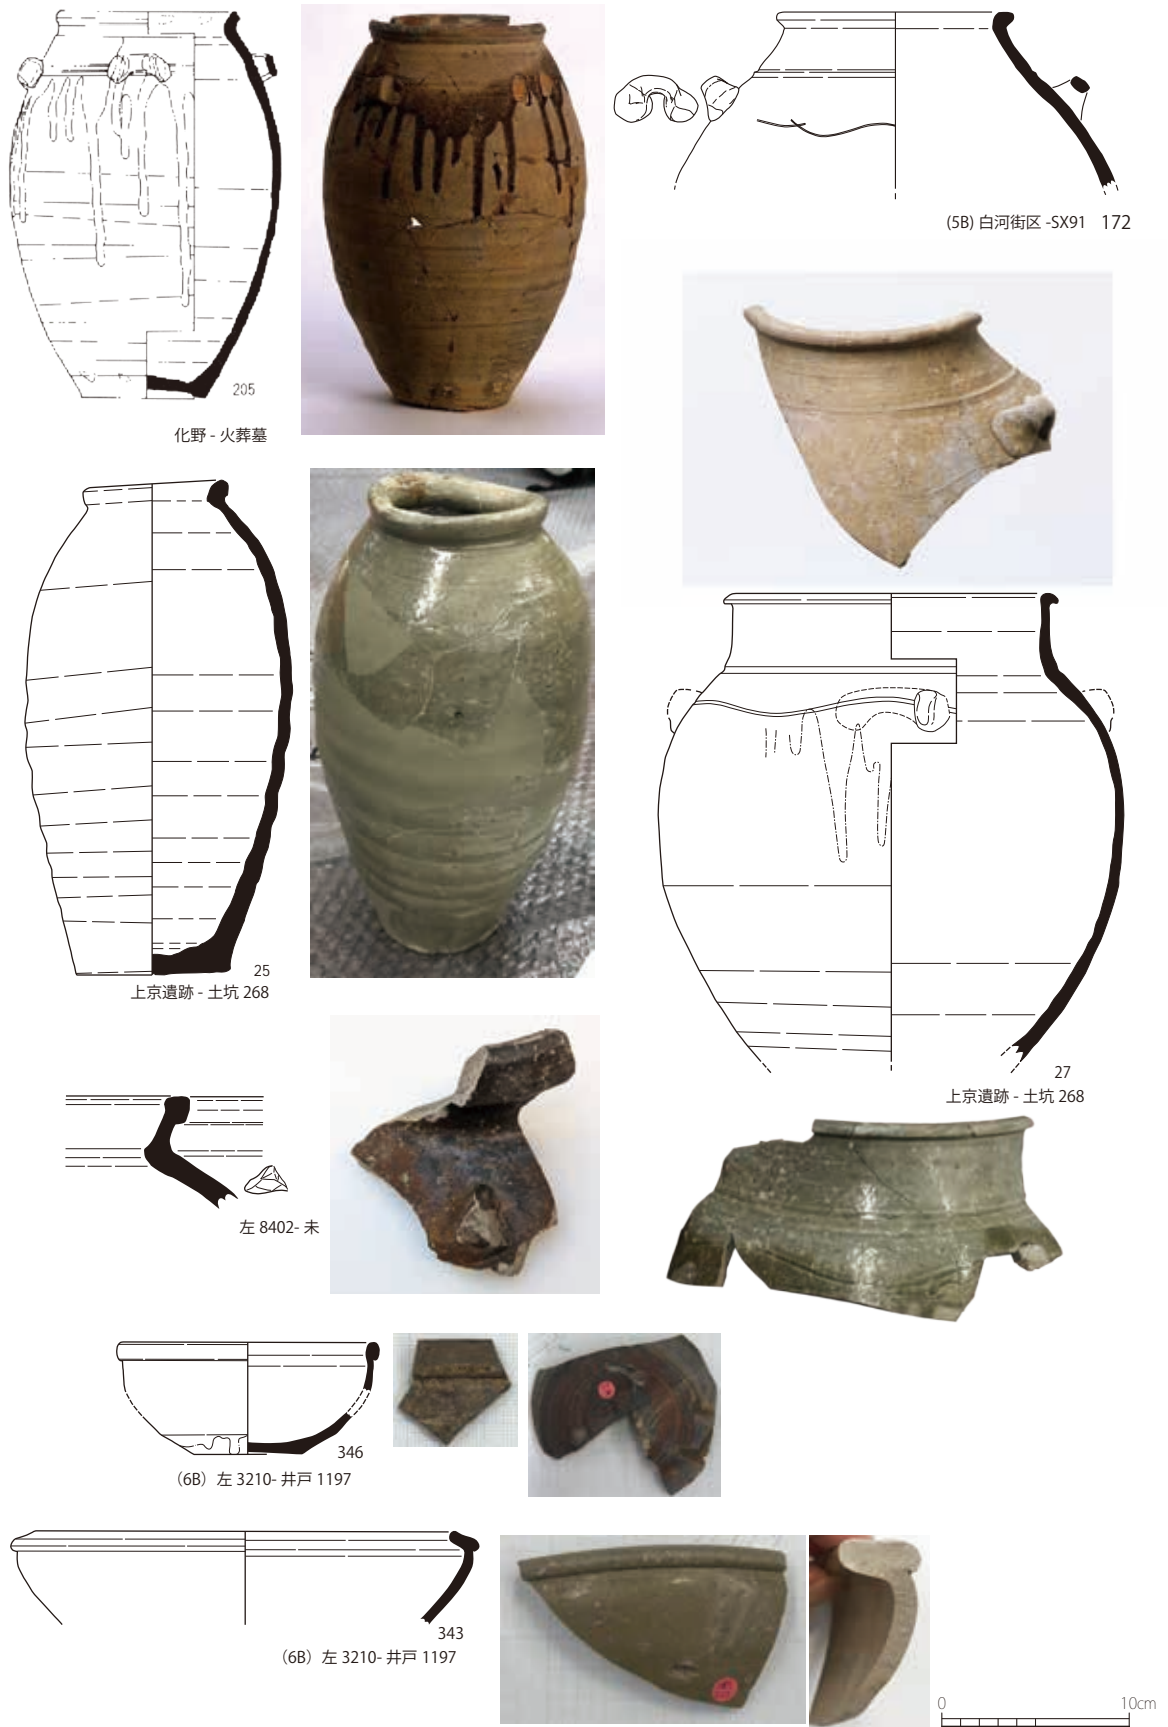 (5B) 白河街区 -SX91 172
205
化野 - 火葬墓
25
上京遺跡 - 土坑 268
27
上京遺跡 - 土坑 268
左 8402- 未
346
（6B）左 3210- 井戸 1197
343
（6B）左 3210- 井戸 1197
0 10cm